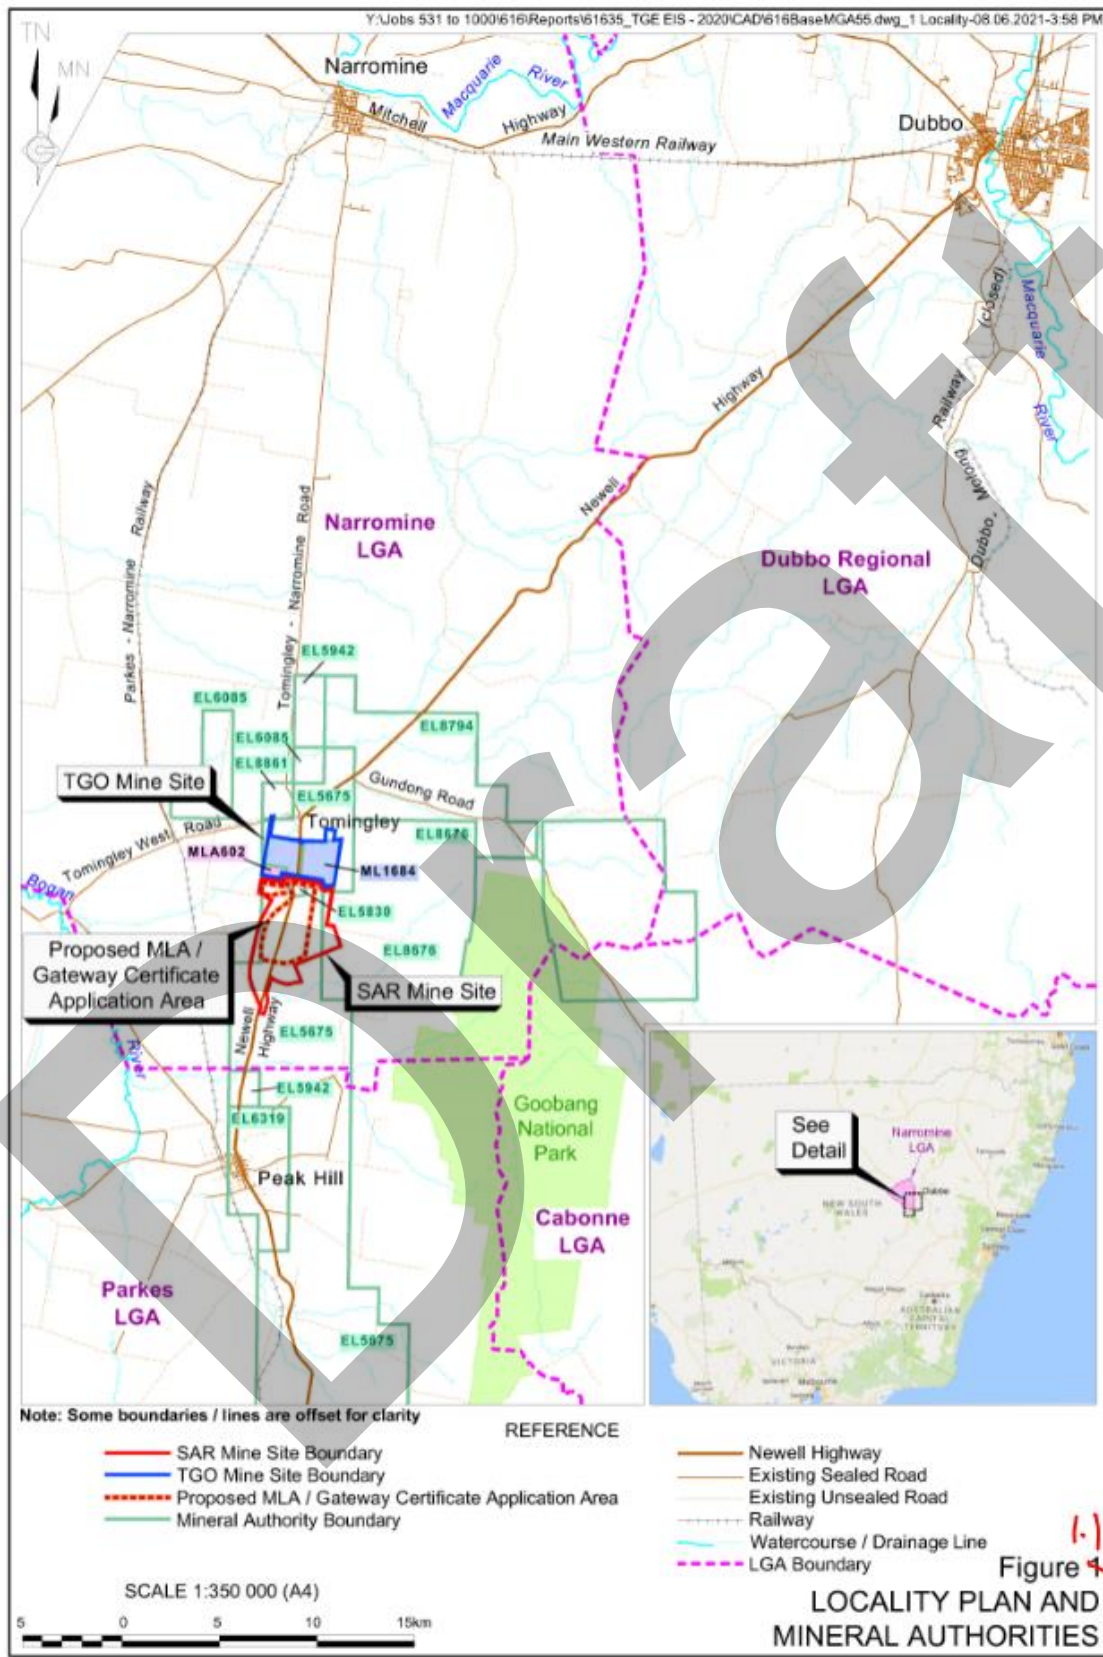 Y:\Jobs 531 to 1000\616\Reports\61635_TGE EIS - 2020\CAD\616BaseMGA55.dwg_1 Locality-08.06.2021-3:58 PM
TN
MN
Narromine
Macquarie
River
Mitchell
Highway
Main Western Railway
Dubbo
(closed)
Macquarie
River
Railway
Molong
Dubbo,
Highway
Newell
Parkes - Narromine Railway
Tomingley - Narromine Road
Narromine
LGA
Dubbo Regional
LGA
EL5942
EL6085
EL8794
EL6085
EL8861
TGO Mine Site
Gundong Road
EL5675
Tomingley
EL8676
Tomingley West Road
MLA602
ML1684
Bogan
EL5830
Proposed MLA /
Gateway Certificate
Application Area
EL8676
SAR Mine Site
Newell
Highway
EL5675
River
EL5942
EL6319
Goobang
National
Park
Peak Hill
Cabonne
LGA
Parkes
LGA
EL5675
See
Detail
Narromine
LGA
Dubbo
NEW SOUTH
WALES
Sydney
Canberra
AUSTRALIAN
CAPITAL
TERRITORY
VICTORIA
Melbourne
Draft
Note: Some boundaries / lines are offset for clarity
REFERENCE
SAR Mine Site Boundary
TGO Mine Site Boundary
Proposed MLA / Gateway Certificate Application Area
Mineral Authority Boundary
Newell Highway
Existing Sealed Road
Existing Unsealed Road
Railway
Watercourse / Drainage Line
LGA Boundary
SCALE 1:350 000 (A4)
5 0 5 10 15km
Figure 1
LOCALITY PLAN AND
MINERAL AUTHORITIES